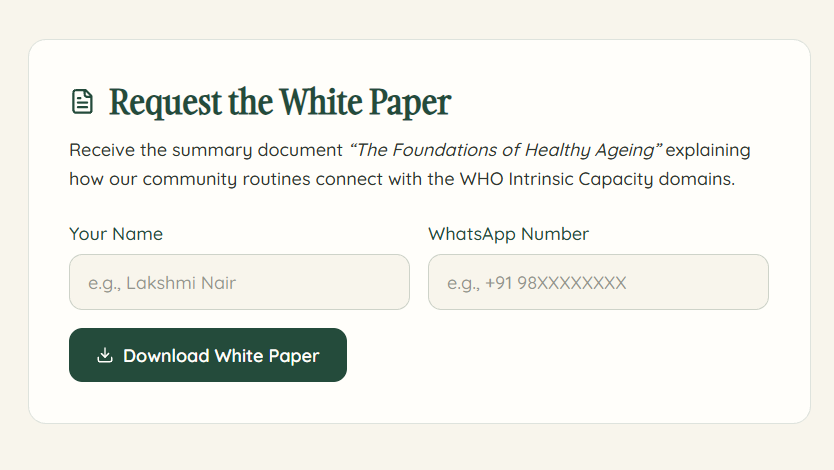 Request the White Paper
Receive the summary document “The Foundations of Healthy Ageing” explaining
how our community routines connect with the WHO Intrinsic Capacity domains.
Your Name
WhatsApp Number
e.g., Lakshmi Nair
e.g., +91 98XXXXXXXX
Download White Paper